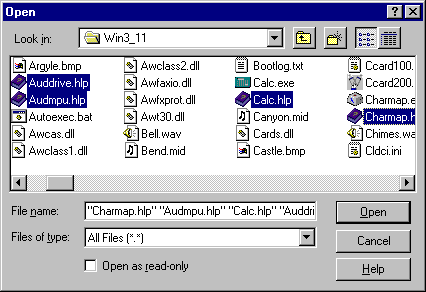 Open
Look in: Win3_11
Argyle.bmp Awclass2.dll Bootlog.txt Ccard100.
Auddrive.hlp Awfaxio.dll Calc.exe Ccard200.
Audmpu.hlp Awfxprot.dll Calc.hlp Charmap.e
Autoexec.bat Awt30.dll Canyon.mid Charmap.h
Awcas.dll Bell.wav Cards.dll Chimes.wa
Awclass1.dll Bend.mid Castle.bmp Cldci.ini
File name: "Charmap.hlp" "Audmpu.hlp" "Calc.hlp" "Auddri Open
Files of type: All Files (*.*) Cancel
Open as read-only Help